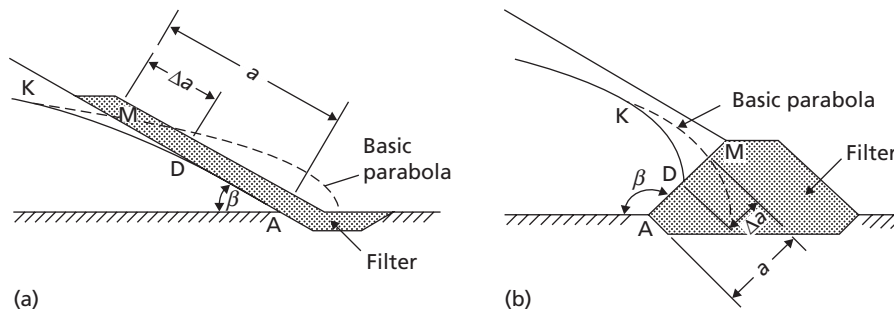 K
M
Δa
a
D
β
A
Basic
parabola
Filter
(a)
K
Basic parabola
M
D
Filter
β
A
Δa
a
(b)